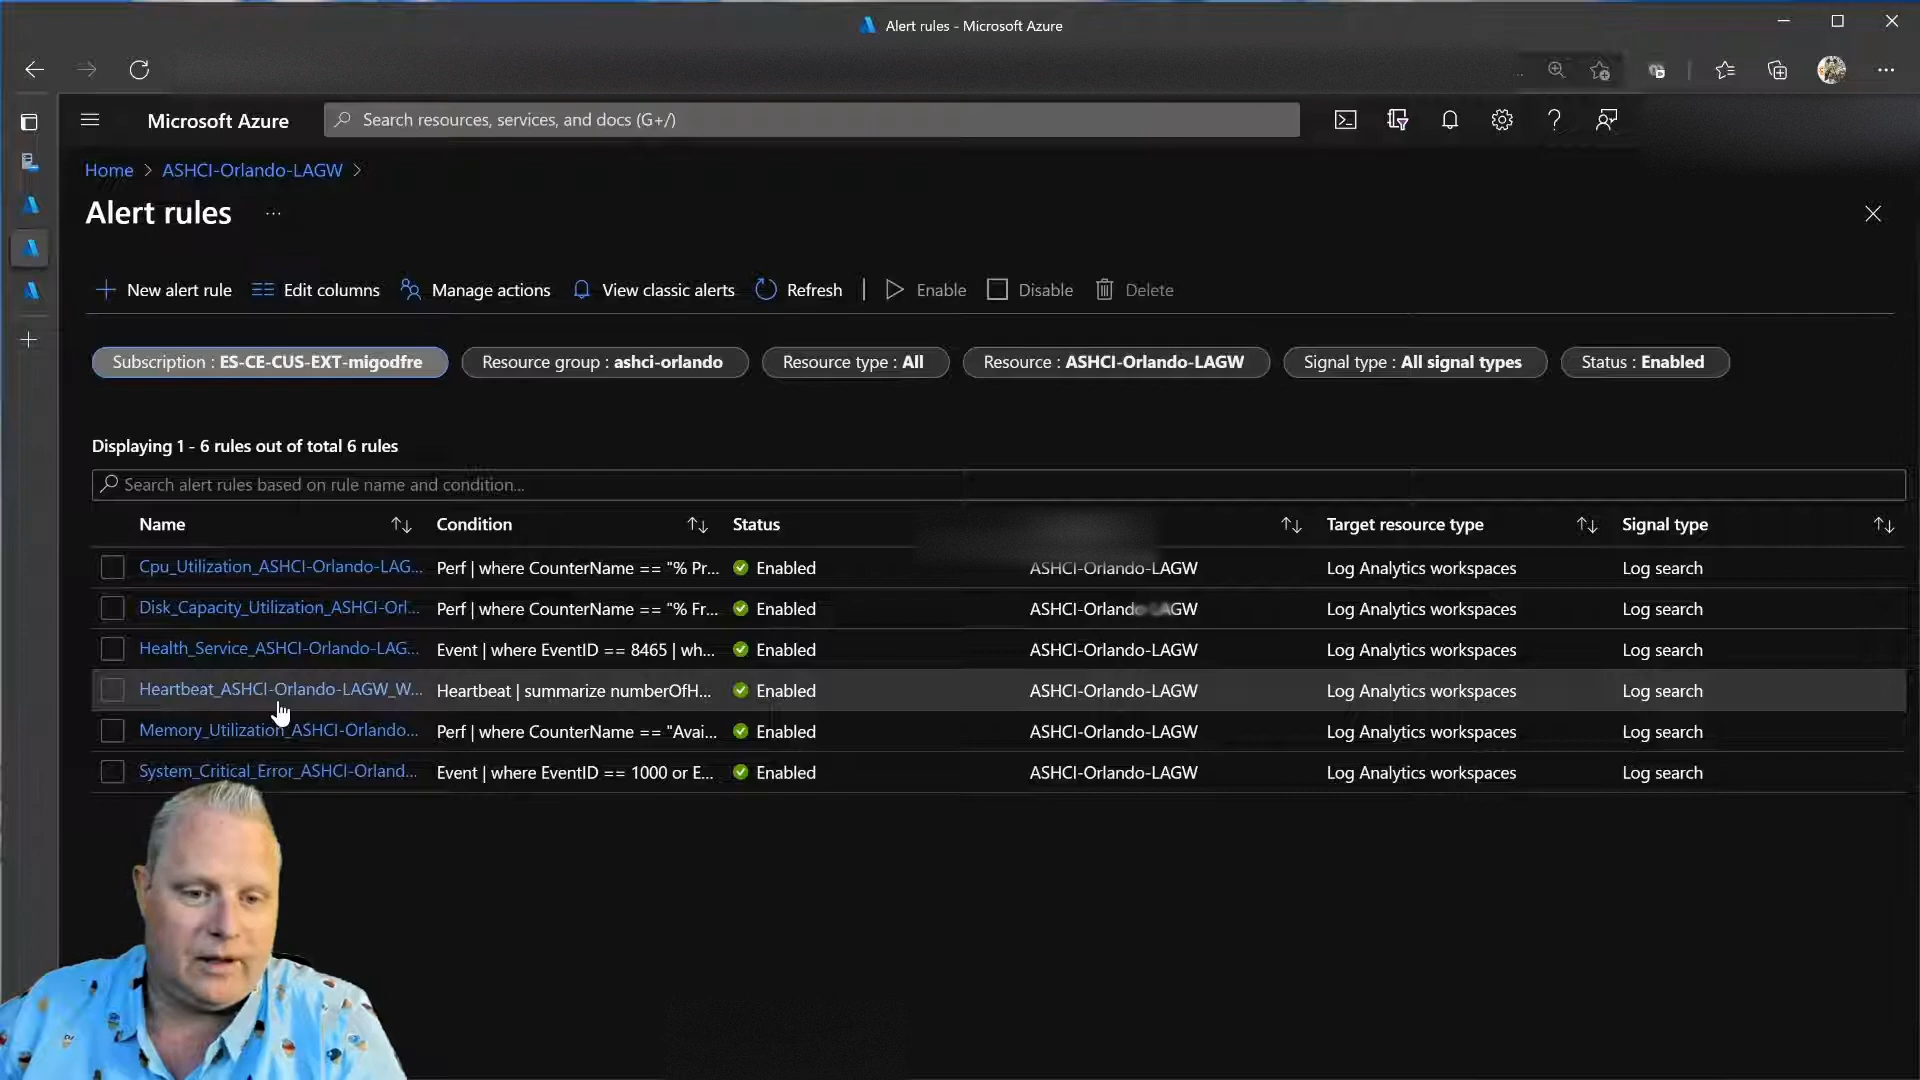 Alert rules - Microsoft Azure
Microsoft Azure
Search resources, services, and docs (G+/)
Home > ASHCI-Orlando-LAGW >
Alert rules ...
+ New alert rule Edit columns Manage actions View classic alerts Refresh | Enable Disable Delete
Subscription : ES-CE-CUS-EXT-migodfre Resource group : ashci-orlando Resource type : All Resource : ASHCI-Orlando-LAGW Signal type : All signal types Status : Enabled
Displaying 1 - 6 rules out of total 6 rules
Search alert rules based on rule name and condition...
Name Condition Status Target resource type Signal type
Cpu_Utilization_ASHCI-Orlando-LAG... Perf | where CounterName == "% Pr... Enabled ASHCI-Orlando-LAGW Log Analytics workspaces Log search
Disk_Capacity_Utilization_ASHCI-Orl... Perf | where CounterName == "% Fr... Enabled ASHCI-Orlando-LAGW Log Analytics workspaces Log search
Health_Service_ASHCI-Orlando-LAG... Event | where EventID == 8465 | wh... Enabled ASHCI-Orlando-LAGW Log Analytics workspaces Log search
Heartbeat_ASHCI-Orlando-LAGW_W... Heartbeat | summarize numberOfH... Enabled ASHCI-Orlando-LAGW Log Analytics workspaces Log search
Memory_Utilization_ASHCI-Orlando... Perf | where CounterName == "Avai... Enabled ASHCI-Orlando-LAGW Log Analytics workspaces Log search
System_Critical_Error_ASHCI-Orland... Event | where EventID == 1000 or E... Enabled ASHCI-Orlando-LAGW Log Analytics workspaces Log search